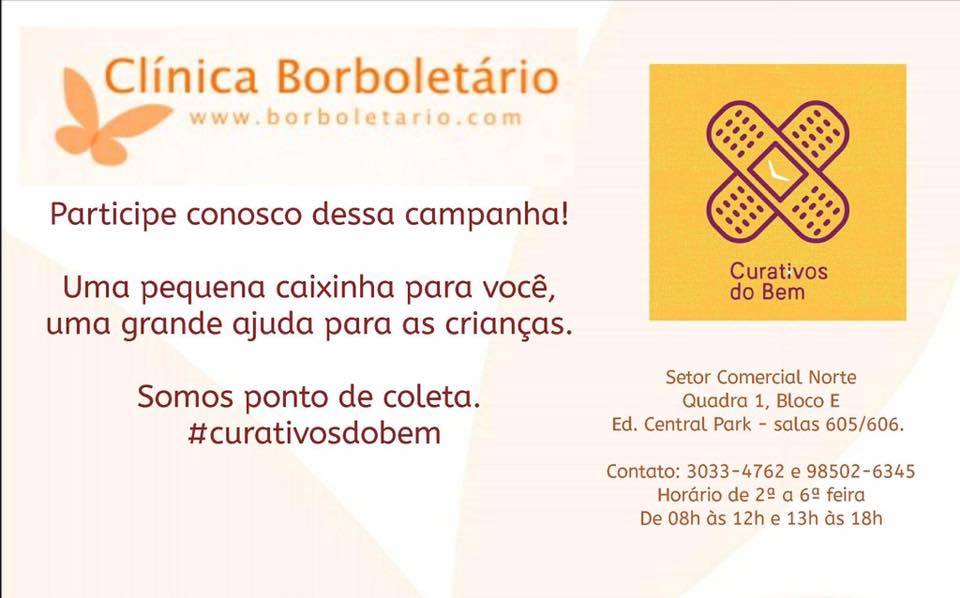 Clínica Borboletário
www.borboletario.com
Participe conosco dessa campanha!
Uma pequena caixinha para você,
uma grande ajuda para as crianças.
Somos ponto de coleta.
#curativosdobem
Curativos
do Bem
Setor Comercial Norte
Quadra 1, Bloco E
Ed. Central Park - salas 605/606.
Contato: 3033-4762 e 98502-6345
Horário de 2ª a 6ª feira
De 08h às 12h e 13h às 18h